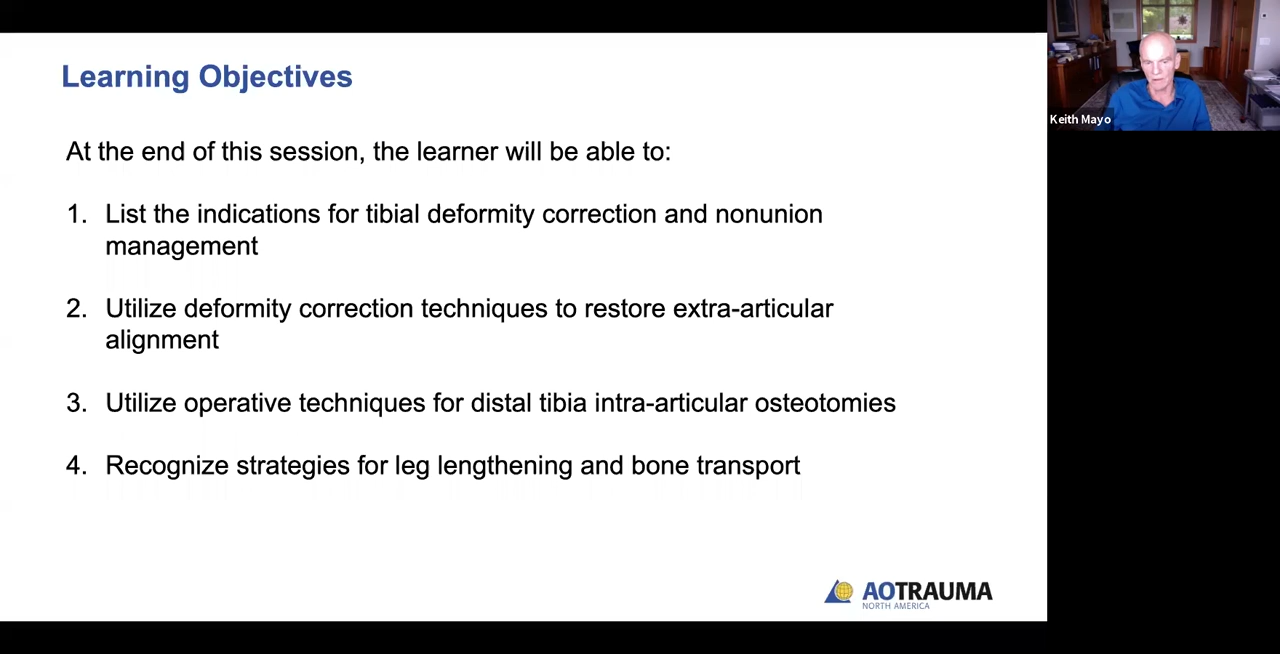 Learning Objectives
At the end of this session, the learner will be able to:
1. List the indications for tibial deformity correction and nonunion
management
2. Utilize deformity correction techniques to restore extra-articular
alignment
3. Utilize operative techniques for distal tibia intra-articular osteotomies
4. Recognize strategies for leg lengthening and bone transport
AOTRAUMA
NORTH AMERICA
Keith Mayo